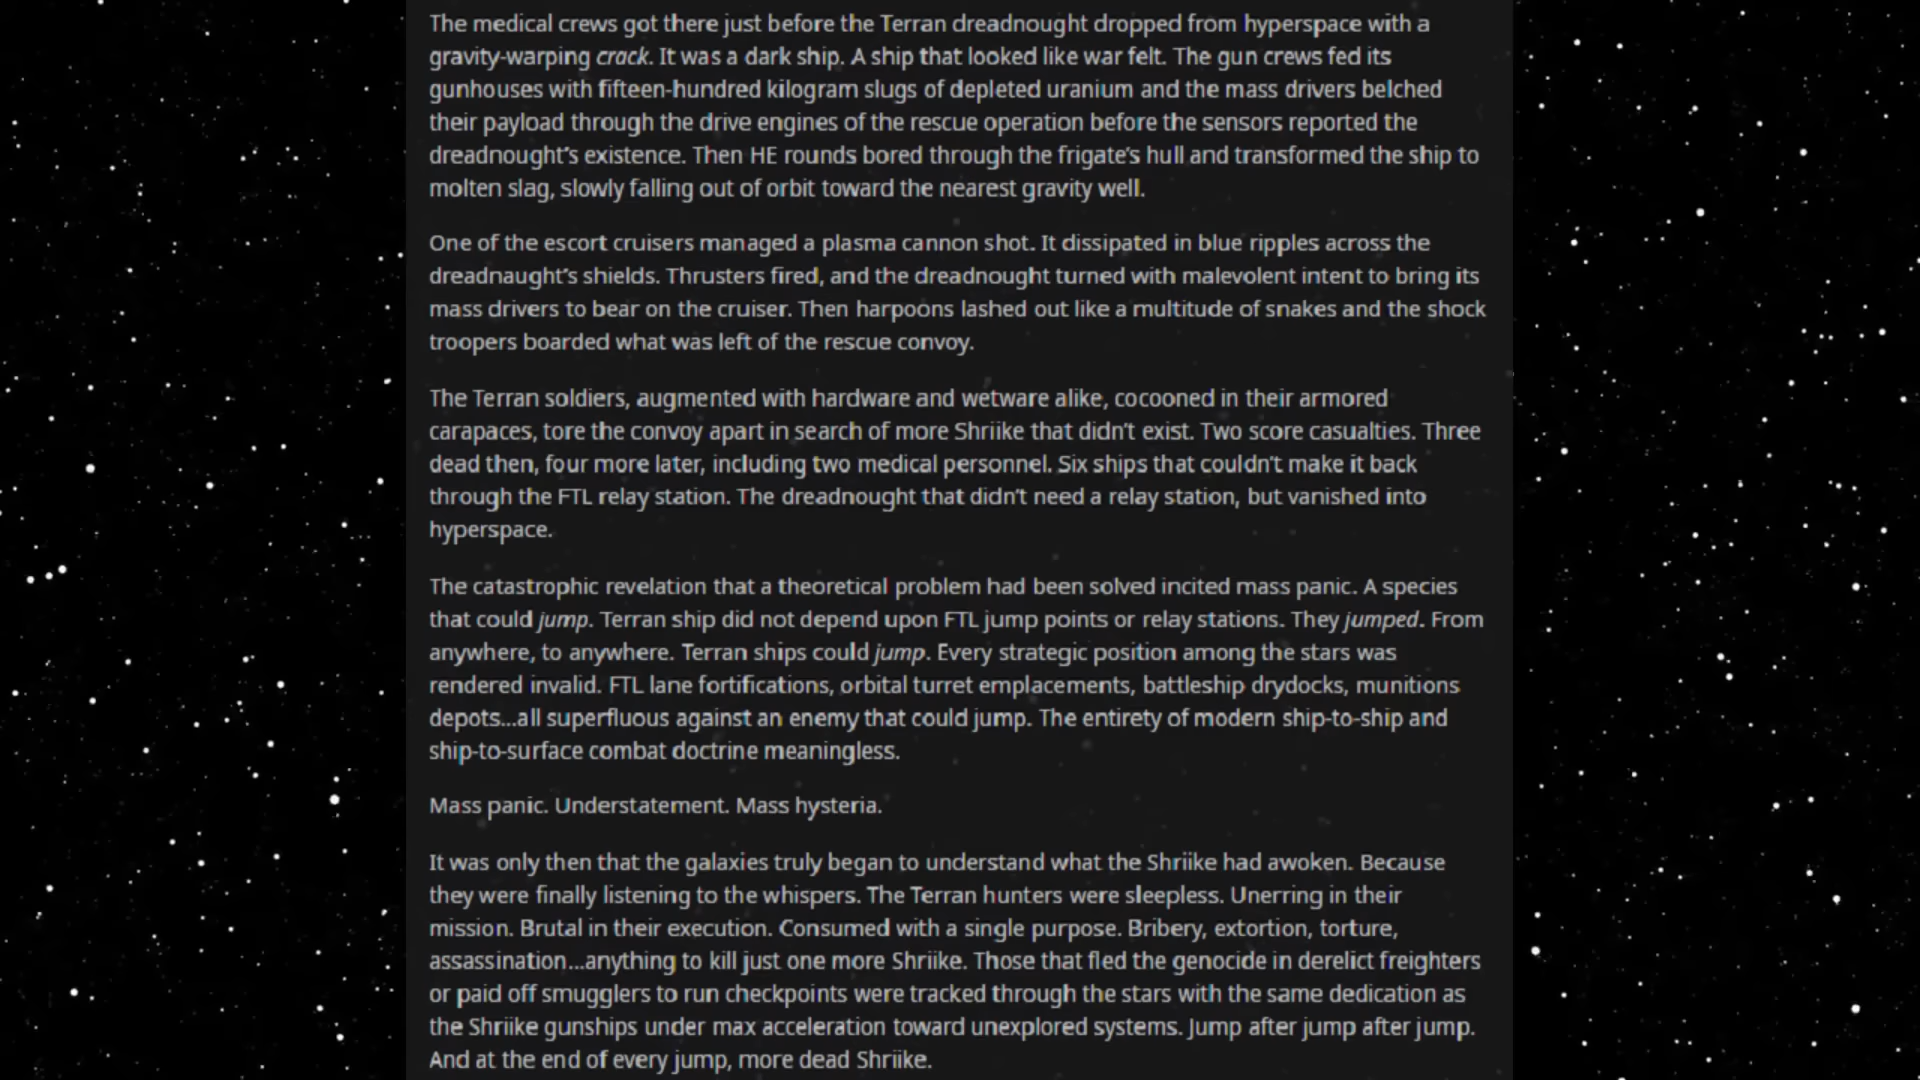 The medical crews got there just before the Terran dreadnought dropped from hyperspace with a
gravity-warping crack. It was a dark ship. A ship that looked like war felt. The gun crews fed its
gunhouses with fifteen-hundred kilogram slugs of depleted uranium and the mass drivers belched
their payload through the drive engines of the rescue operation before the sensors reported the
dreadnought's existence. Then HE rounds bored through the frigate's hull and transformed the ship to
molten slag, slowly falling out of orbit toward the nearest gravity well.
One of the escort cruisers managed a plasma cannon shot. It dissipated in blue ripples across the
dreadnaught's shields. Thrusters fired, and the dreadnought turned with malevolent intent to bring its
mass drivers to bear on the cruiser. Then harpoons lashed out like a multitude of snakes and the shock
troopers boarded what was left of the rescue convoy.
The Terran soldiers, augmented with hardware and wetware alike, cocooned in their armored
carapaces, tore the convoy apart in search of more Shriike that didn't exist. Two score casualties. Three
dead then, four more later, including two medical personnel. Six ships that couldn't make it back
through the FTL relay station. The dreadnought that didn't need a relay station, but vanished into
hyperspace.
The catastrophic revelation that a theoretical problem had been solved incited mass panic. A species
that could jump. Terran ship did not depend upon FTL jump points or relay stations. They jumped. From
anywhere, to anywhere. Terran ships could jump. Every strategic position among the stars was
rendered invalid. FTL lane fortifications, orbital turret emplacements, battleship drydocks, munitions
depots...all superfluous against an enemy that could jump. The entirety of modern ship-to-ship and
ship-to-surface combat doctrine meaningless.
Mass panic. Understatement. Mass hysteria.
It was only then that the galaxies truly began to understand what the Shriike had awoken. Because
they were finally listening to the whispers. The Terran hunters were sleepless. Unerring in their
mission. Brutal in their execution. Consumed with a single purpose. Bribery, extortion, torture,
assassination...anything to kill just one more Shriike. Those that fled the genocide in derelict freighters
or paid off smugglers to run checkpoints were tracked through the stars with the same dedication as
the Shriike gunships under max acceleration toward unexplored systems. Jump after jump after jump.
And at the end of every jump, more dead Shriike.